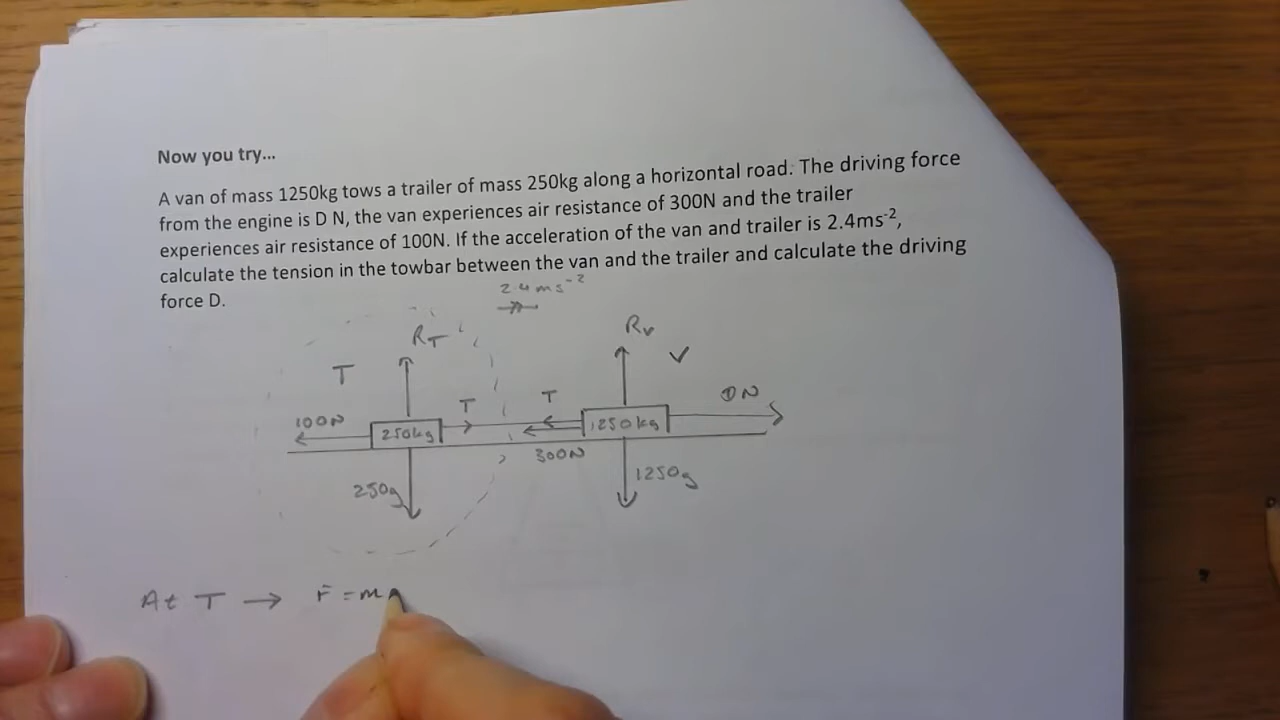 Now you try...
A van of mass 1250kg tows a trailer of mass 250kg along a horizontal road. The driving force
from the engine is D N, the van experiences air resistance of 300N and the trailer
experiences air resistance of 100N. If the acceleration of the van and trailer is 2.4ms⁻²,
calculate the tension in the towbar between the van and the trailer and calculate the driving
force D.
2.4ms⁻²
R_T R_V
T V
100N T T DN
250kg 1250kg
300N
250g 1250g
At T → F = ma